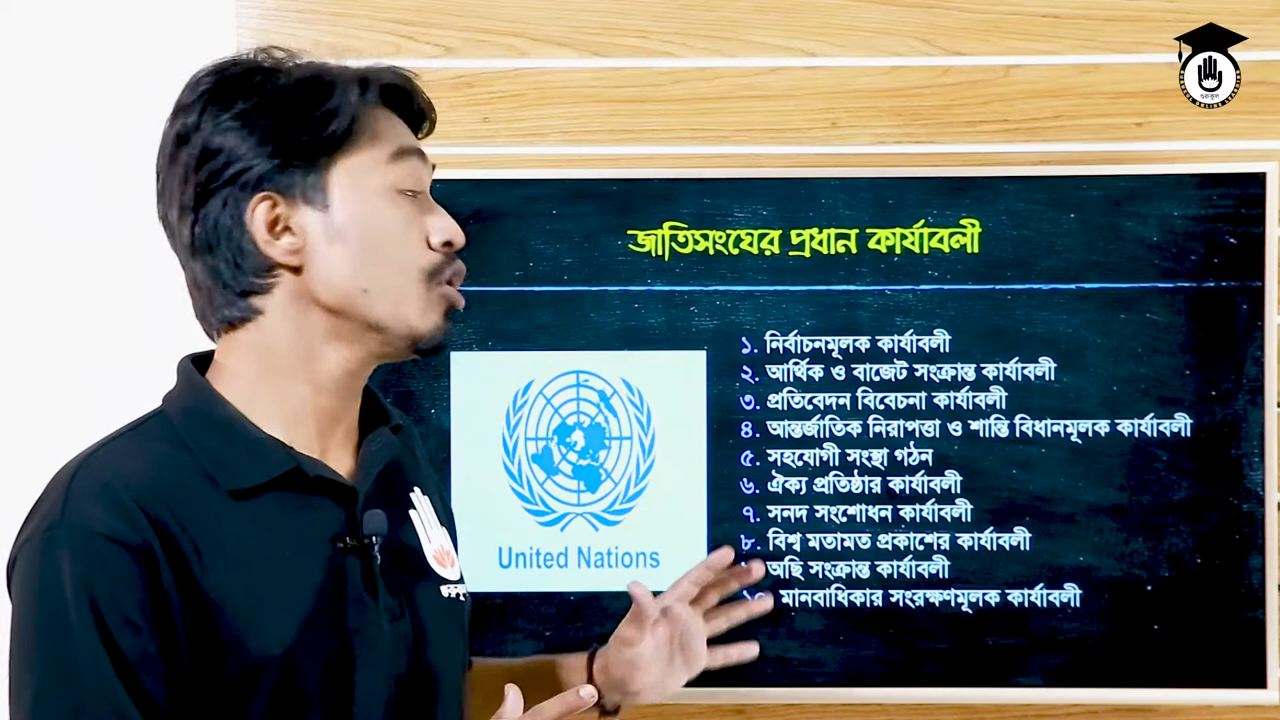 গুরুকুল
জাতিসংঘের প্রধান কার্যাবলী
১. নির্বাচনমূলক কার্যাবলী
২. আর্থিক ও বাজেট সংক্রান্ত কার্যাবলী
৩. প্রতিবেদন বিবেচনা কার্যাবলী
৪. আন্তর্জাতিক নিরাপত্তা ও শান্তি বিধানমূলক কার্যাবলী
৫. সহযোগী সংস্থা গঠন
৬. ঐক্য প্রতিষ্ঠার কার্যাবলী
৭. সনদ সংশোধন কার্যাবলী
৮. বিশ্ব মতামত প্রকাশের কার্যাবলী
অছি সংক্রান্ত কার্যাবলী
১০ মানবাধিকার সংরক্ষণমূলক কার্যাবলী
United Nations